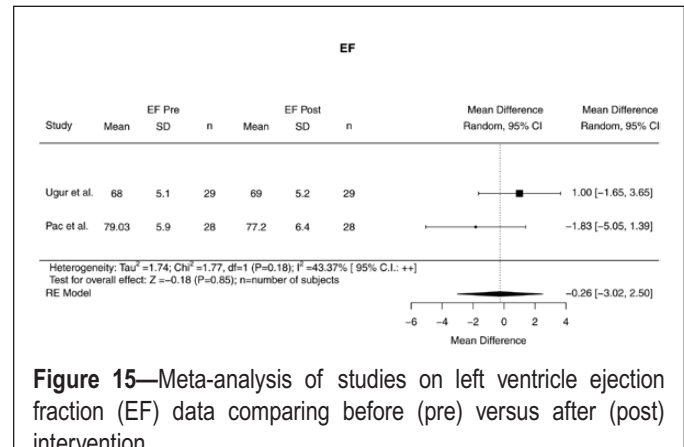 EF
EF Pre EF Post Mean Difference Mean Difference
Study Mean SD n Mean SD n Random, 95% CI Random, 95% CI
Ugur et al. 68 5.1 29 69 5.2 29 1.00 [−1.65, 3.65]
Pac et al. 79.03 5.9 28 77.2 6.4 28 −1.83 [−5.05, 1.39]
Heterogeneity: Tau² =1.74; Chi² =1.77, df=1 (P=0.18); I² =43.37% [ 95% C.I.: ++]
Test for overall effect: Z =−0.18 (P=0.85); n=number of subjects
RE Model −0.26 [−3.02, 2.50]
−6 −4 −2 0 2 4
Mean Difference
Figure 15—Meta-analysis of studies on left ventricle ejection
fraction (EF) data comparing before (pre) versus after (post)
intervention